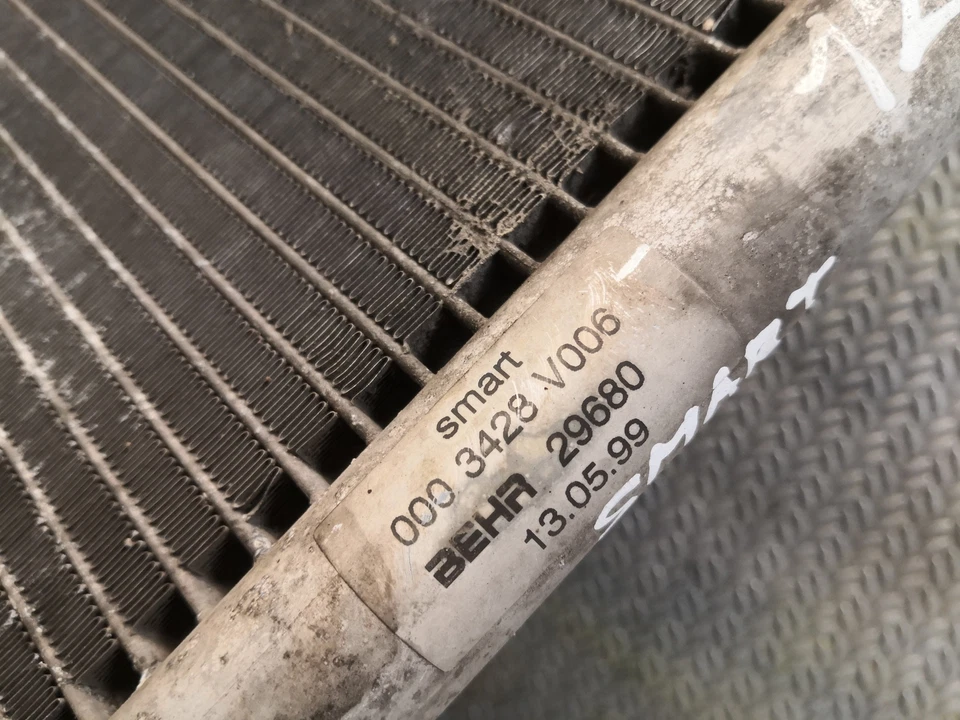 smart
000 3428 V006
BEHR 29680
13.05.99
SMART